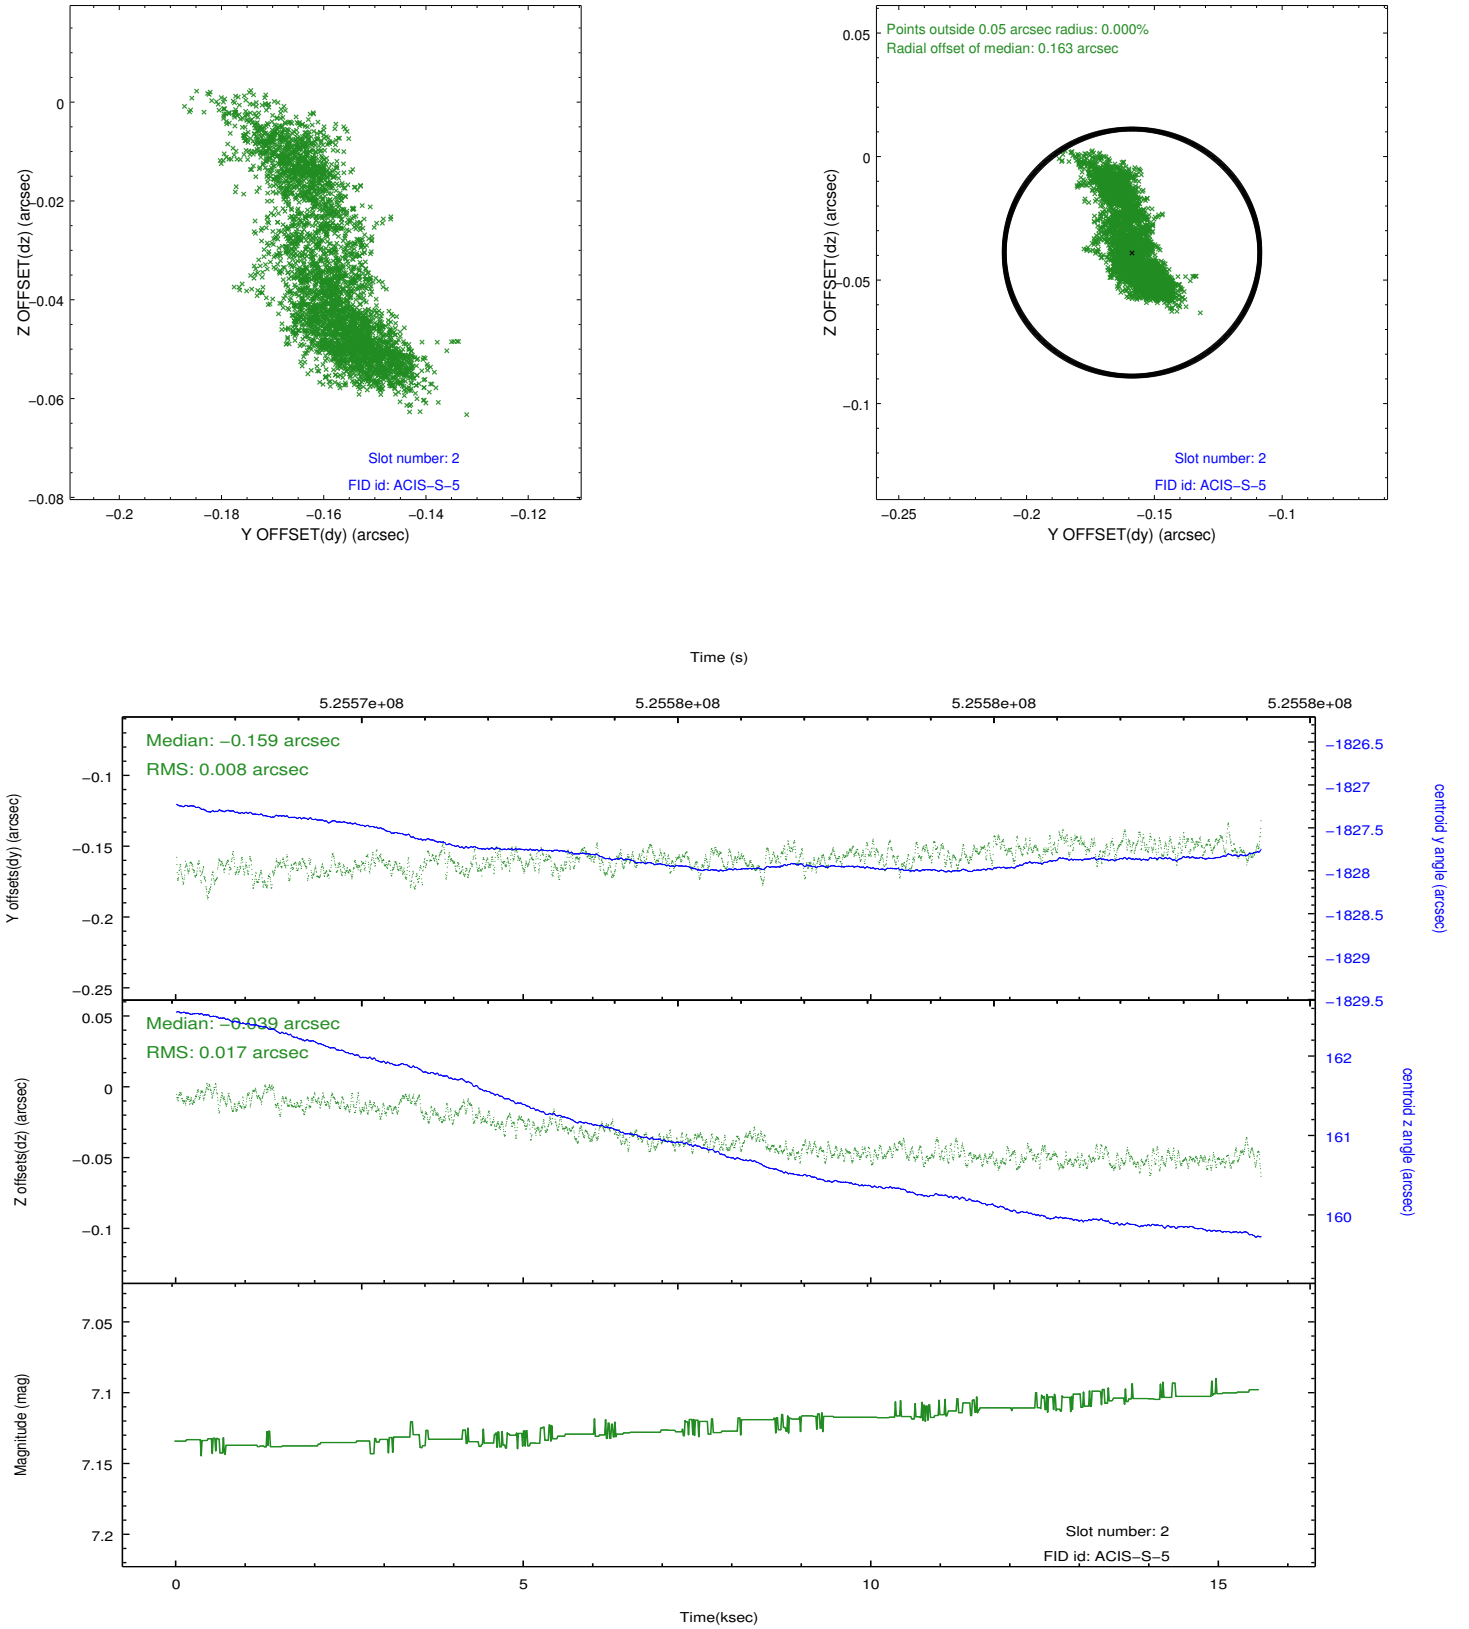 0
−0.02
−0.04
−0.06
−0.08
Z OFFSET(dz) (arcsec)
−0.2
−0.18
−0.16
−0.14
−0.12
Y OFFSET(dy) (arcsec)
Slot number: 2
FID id: ACIS−S−5
Points outside 0.05 arcsec radius: 0.000%
Radial offset of median: 0.163 arcsec
0.05
0
−0.05
−0.1
Z OFFSET(dz) (arcsec)
−0.25
−0.2
−0.15
−0.1
Y OFFSET(dy) (arcsec)
Slot number: 2
FID id: ACIS−S−5
Time (s)
5.2557e+08
5.2558e+08
5.2558e+08
5.2558e+08
Median: −0.159 arcsec
RMS: 0.008 arcsec
−0.1
−0.15
−0.2
−0.25
Y offsets(dy) (arcsec)
−1826.5
−1827
−1827.5
−1828
−1828.5
−1829
−1829.5
centroid y angle (arcsec)
Median: −0.039 arcsec
RMS: 0.017 arcsec
0.05
0
−0.05
−0.1
Z offsets(dz) (arcsec)
162
161
160
centroid z angle (arcsec)
7.05
7.1
7.15
7.2
Magnitude (mag)
Slot number: 2
FID id: ACIS−S−5
0
5
10
15
Time(ksec)